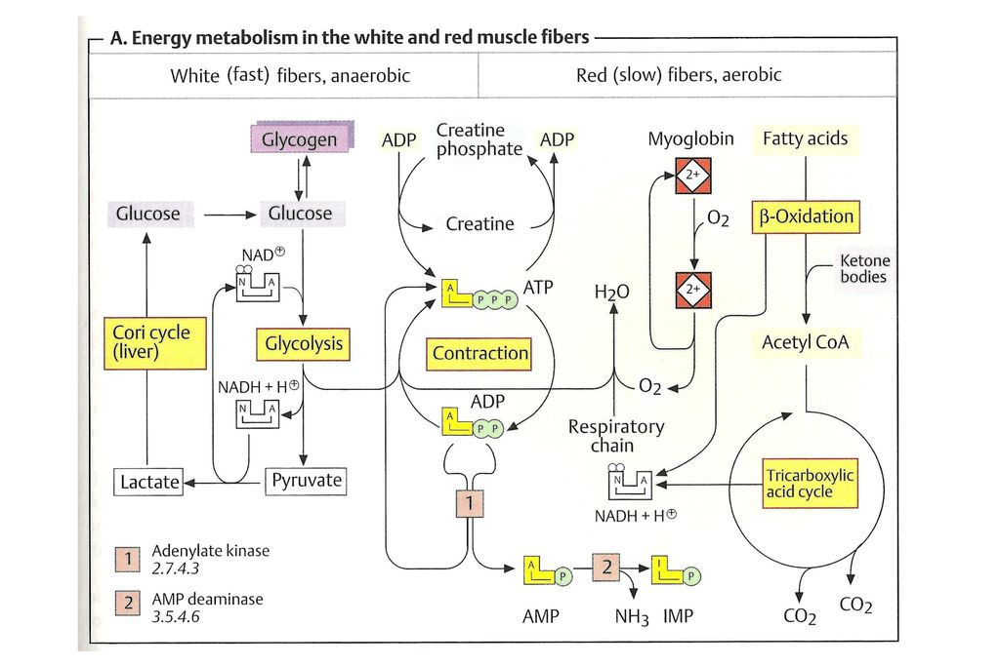 A. Energy metabolism in the white and red muscle fibers
White (fast) fibers, anaerobic
Red (slow) fibers, aerobic
Glycogen
ADP
Creatine
phosphate
ADP
Myoglobin
Fatty acids
2+
Glucose
Glucose
Creatine
O2
β-Oxidation
NAD⊕
N A
Ketone
bodies
A P P P
ATP
H2O
2+
Cori cycle
(liver)
Glycolysis
Contraction
Acetyl CoA
NADH + H⊕
N A
ADP
A P P
O2
Respiratory
chain
Lactate
Pyruvate
N A
Tricarboxylic
acid cycle
1
NADH + H⊕
1
Adenylate kinase
2.7.4.3
A P
2
I P
2
AMP deaminase
3.5.4.6
AMP
NH3
IMP
CO2
CO2